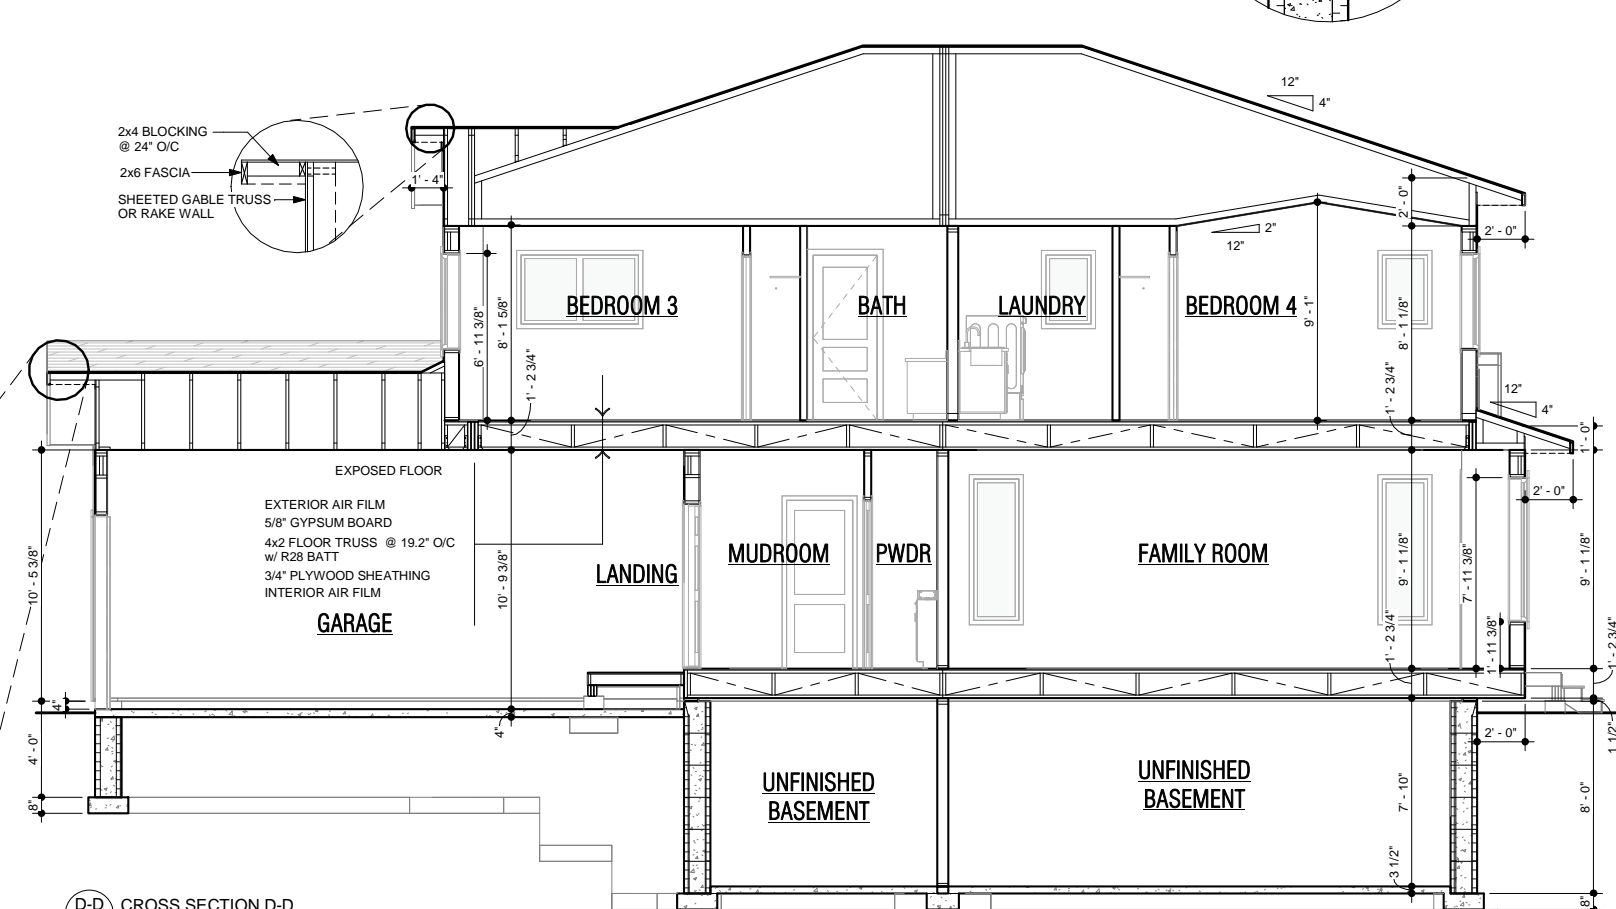 12"
4"
2x4 BLOCKING
@ 24" O/C
2x6 FASCIA
SHEETED GABLE TRUSS
OR RAKE WALL
1' - 4"
2' - 0"
2' - 0"
2"
12"
BEDROOM 3
BATH
LAUNDRY
BEDROOM 4
6' - 11 3/8"
8' - 1 5/8"
9' - 1"
8' - 1 1/8"
1' - 2 3/4"
1' - 2 3/4"
12"
4"
1' - 0"
2' - 0"
EXPOSED FLOOR
EXTERIOR AIR FILM
5/8" GYPSUM BOARD
4x2 FLOOR TRUSS @ 19.2" O/C
w/ R28 BATT
3/4" PLYWOOD SHEATHING
INTERIOR AIR FILM
10' - 5 3/8"
10' - 9 3/8"
GARAGE
LANDING
MUDROOM
PWDR
FAMILY ROOM
9' - 1 1/8"
7' - 11 3/8"
9' - 1 1/8"
1' - 2 3/4"
1' - 11 3/8"
1' - 2 3/4"
4"
4"
4' - 0"
8"
2' - 0"
1 1/2"
UNFINISHED
BASEMENT
UNFINISHED
BASEMENT
7' - 10"
8' - 0"
3 1/2"
8"
D-D
CROSS SECTION D-D